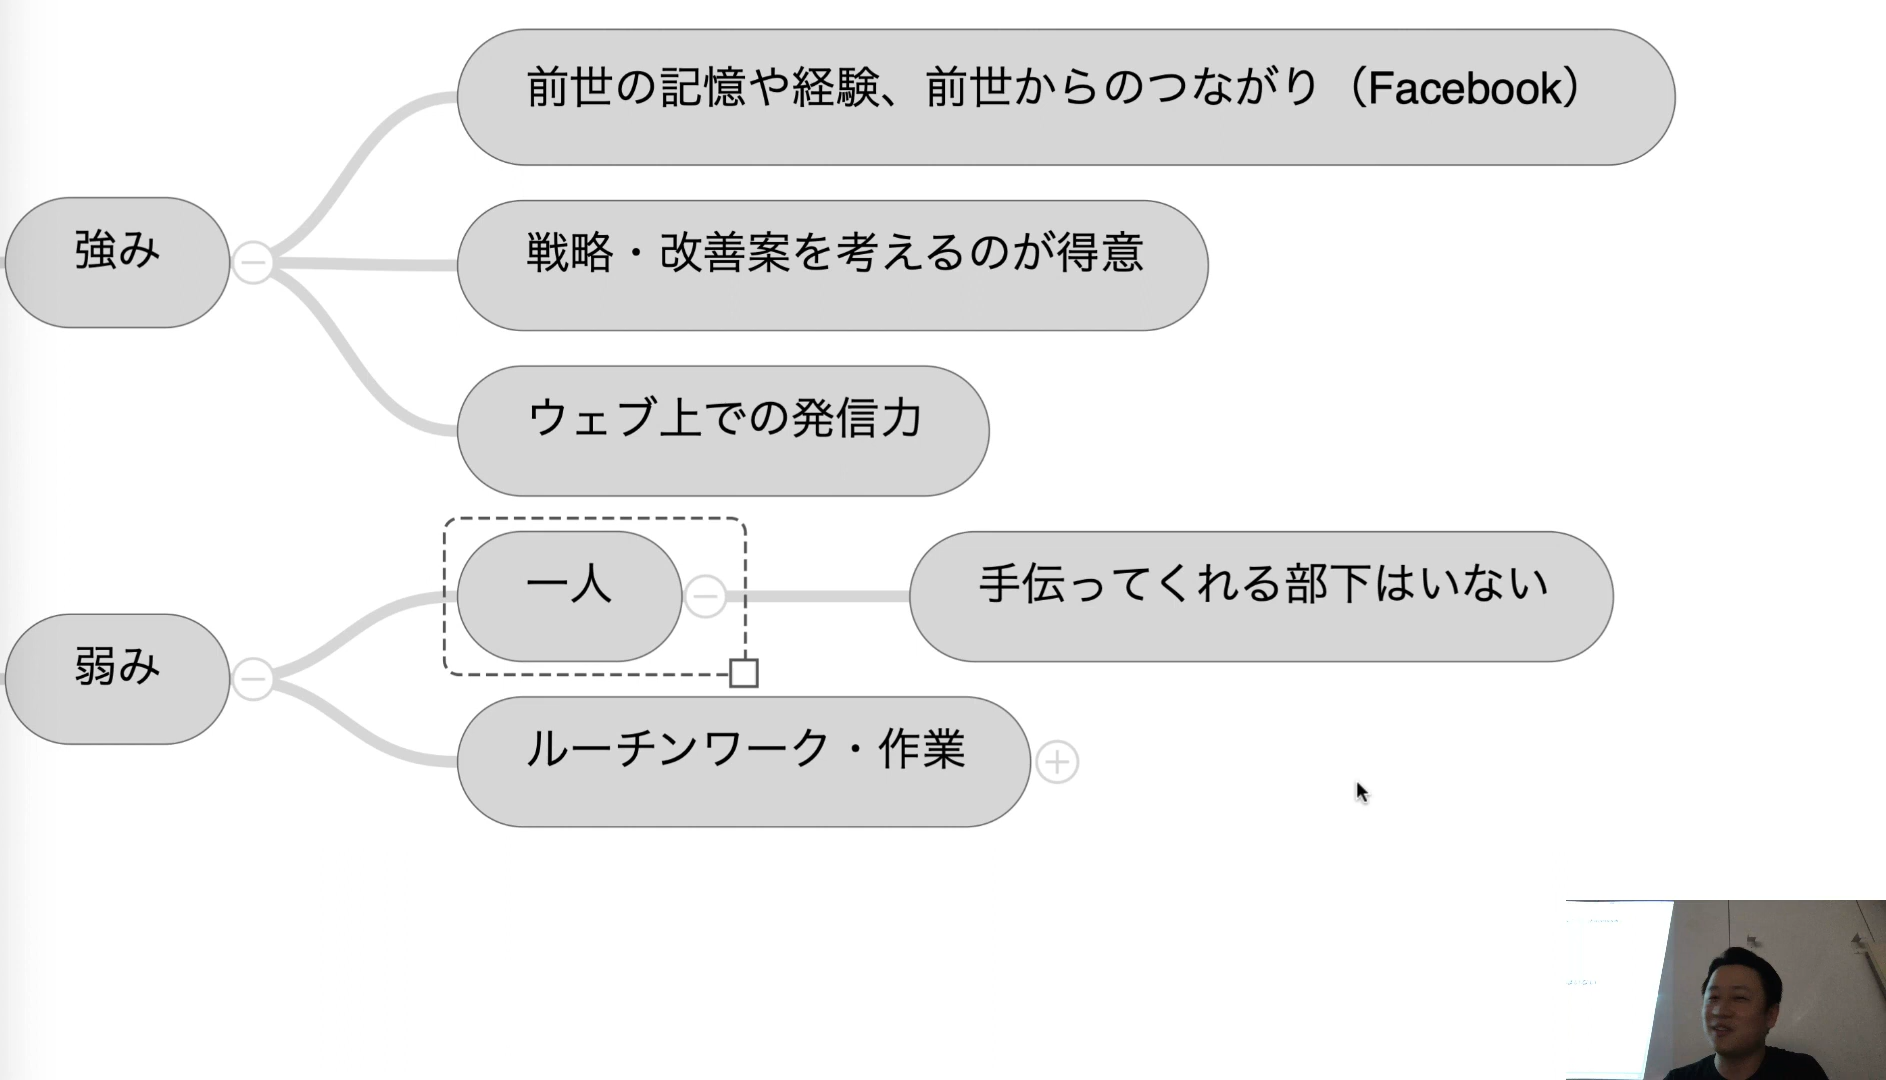 前世の記憶や経験、前世からのつながり（Facebook）
強み
戦略・改善案を考えるのが得意
ウェブ上での発信力
一人
手伝ってくれる部下はいない
弱み
ルーチンワーク・作業